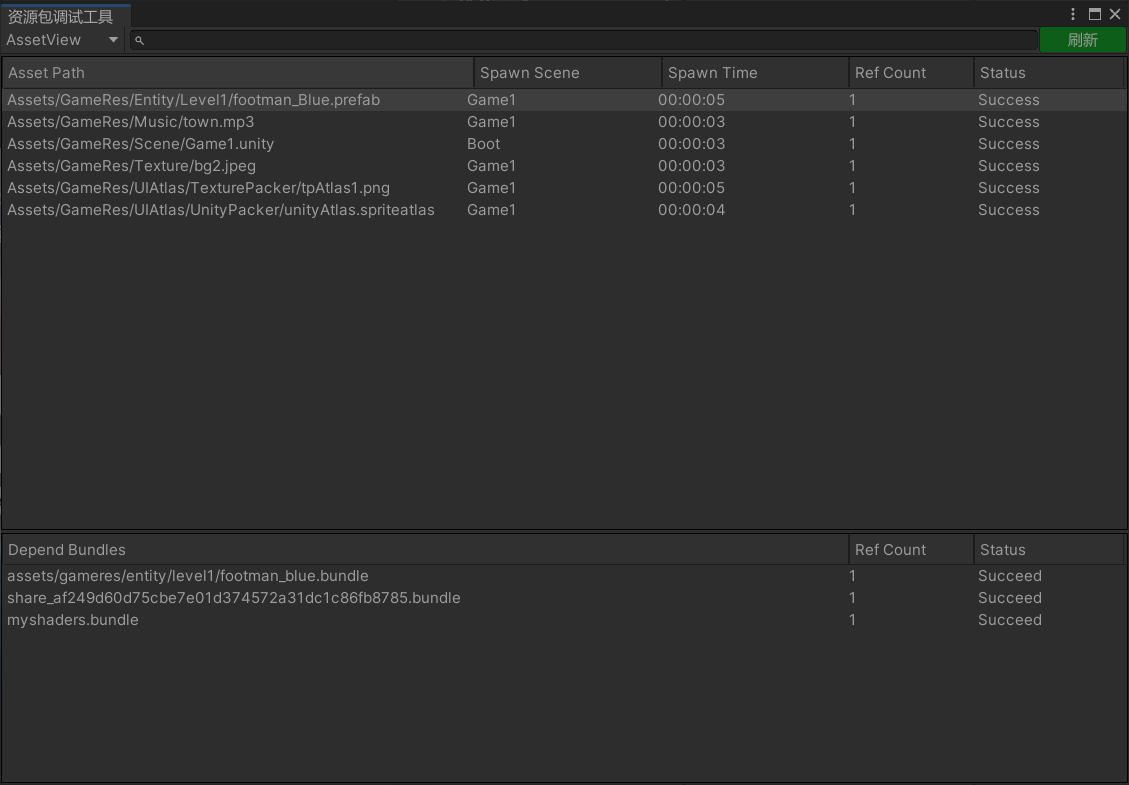 资源包调试工具
AssetView 刷新
Asset Path Spawn Scene Spawn Time Ref Count Status
Assets/GameRes/Entity/Level1/footman_Blue.prefab Game1 00:00:05 1 Success
Assets/GameRes/Music/town.mp3 Game1 00:00:03 1 Success
Assets/GameRes/Scene/Game1.unity Boot 00:00:03 1 Success
Assets/GameRes/Texture/bg2.jpeg Game1 00:00:03 1 Success
Assets/GameRes/UIAtlas/TexturePacker/tpAtlas1.png Game1 00:00:05 1 Success
Assets/GameRes/UIAtlas/UnityPacker/unityAtlas.spriteatlas Game1 00:00:04 1 Success
Depend Bundles Ref Count Status
assets/gameres/entity/level1/footman_blue.bundle 1 Succeed
share_af249d60d75cbe7e01d374572a31dc1c86fb8785.bundle 1 Succeed
myshaders.bundle 1 Succeed